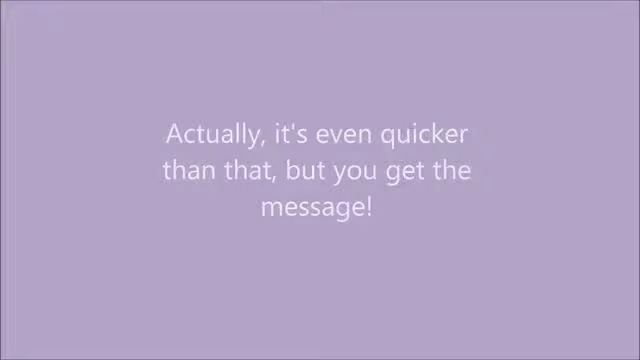 Actually, it's even quicker
than that, but you get the
message!